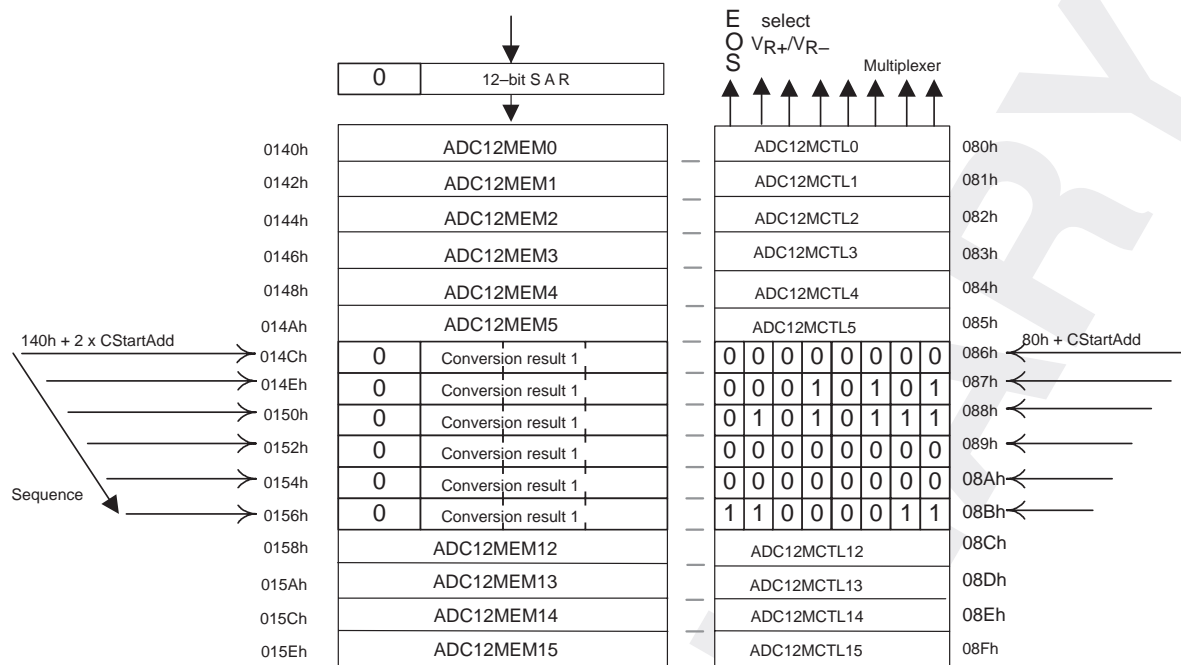 E
O
S
select
VR+/VR–
Multiplexer
0 12–bit S A R
0140h ADC12MEM0 ADC12MCTL0 080h
0142h ADC12MEM1 ADC12MCTL1 081h
0144h ADC12MEM2 ADC12MCTL2 082h
0146h ADC12MEM3 ADC12MCTL3 083h
0148h ADC12MEM4 ADC12MCTL4 084h
014Ah ADC12MEM5 ADC12MCTL5 085h
140h + 2 x CStartAdd 80h + CStartAdd
014Ch 0 Conversion result 1 0 0 0 0 0 0 0 0 086h
014Eh 0 Conversion result 1 0 0 0 1 0 1 0 1 087h
0150h 0 Conversion result 1 0 1 0 1 0 1 1 1 088h
0152h 0 Conversion result 1 0 0 0 0 0 0 0 0 089h
0154h 0 Conversion result 1 0 0 0 0 0 0 0 0 08Ah
Sequence
0156h 0 Conversion result 1 1 1 0 0 0 0 1 1 08Bh
0158h ADC12MEM12 ADC12MCTL12 08Ch
015Ah ADC12MEM13 ADC12MCTL13 08Dh
015Ch ADC12MEM14 ADC12MCTL14 08Eh
015Eh ADC12MEM15 ADC12MCTL15 08Fh
ARY